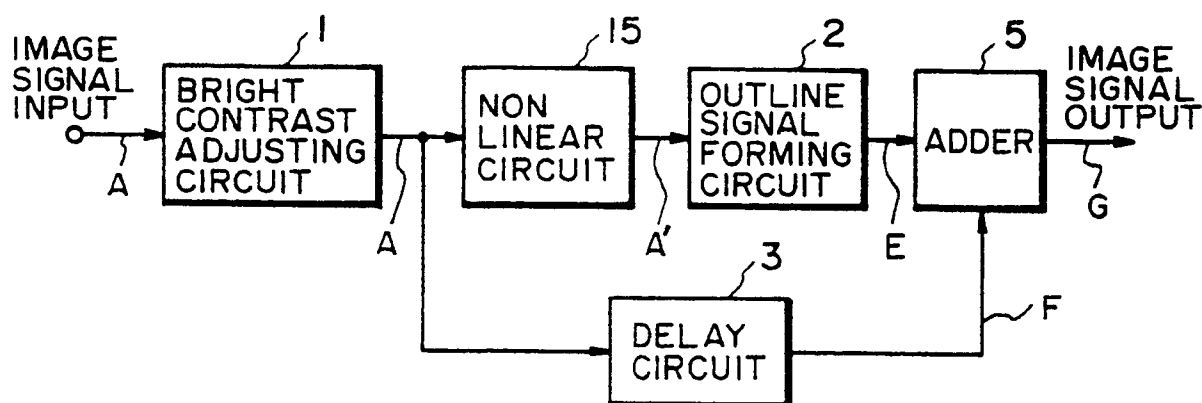 1
15
2
5
IMAGE
SIGNAL
INPUT
A
BRIGHT
CONTRAST
ADJUSTING
CIRCUIT
A
NON
LINEAR
CIRCUIT
A'
OUTLINE
SIGNAL
FORMING
CIRCUIT
E
ADDER
IMAGE
SIGNAL
OUTPUT
G
3
DELAY
CIRCUIT
F